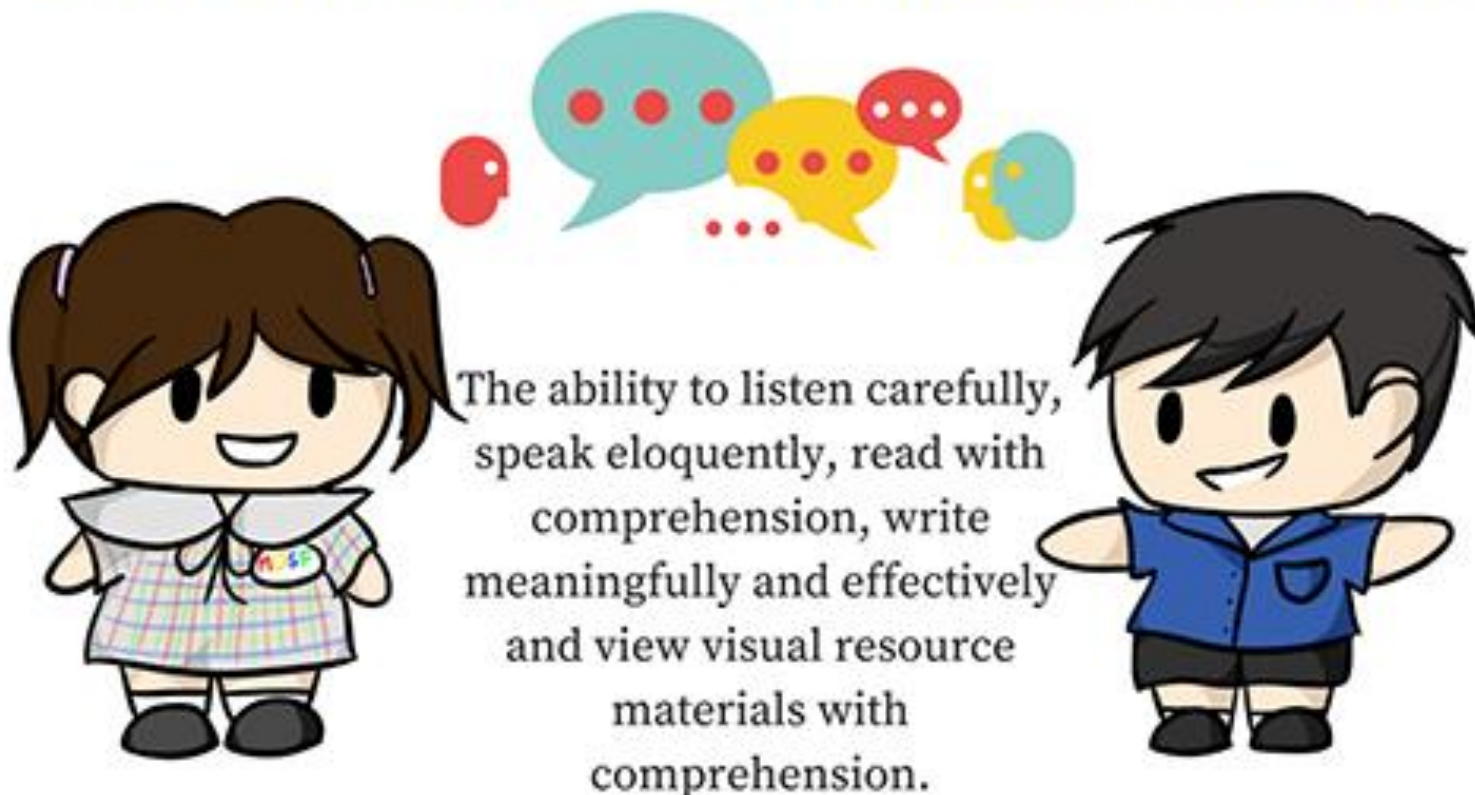 The ability to listen carefully,
speak eloquently, read with
comprehension, write
meaningfully and effectively
and view visual resource
materials with
comprehension.